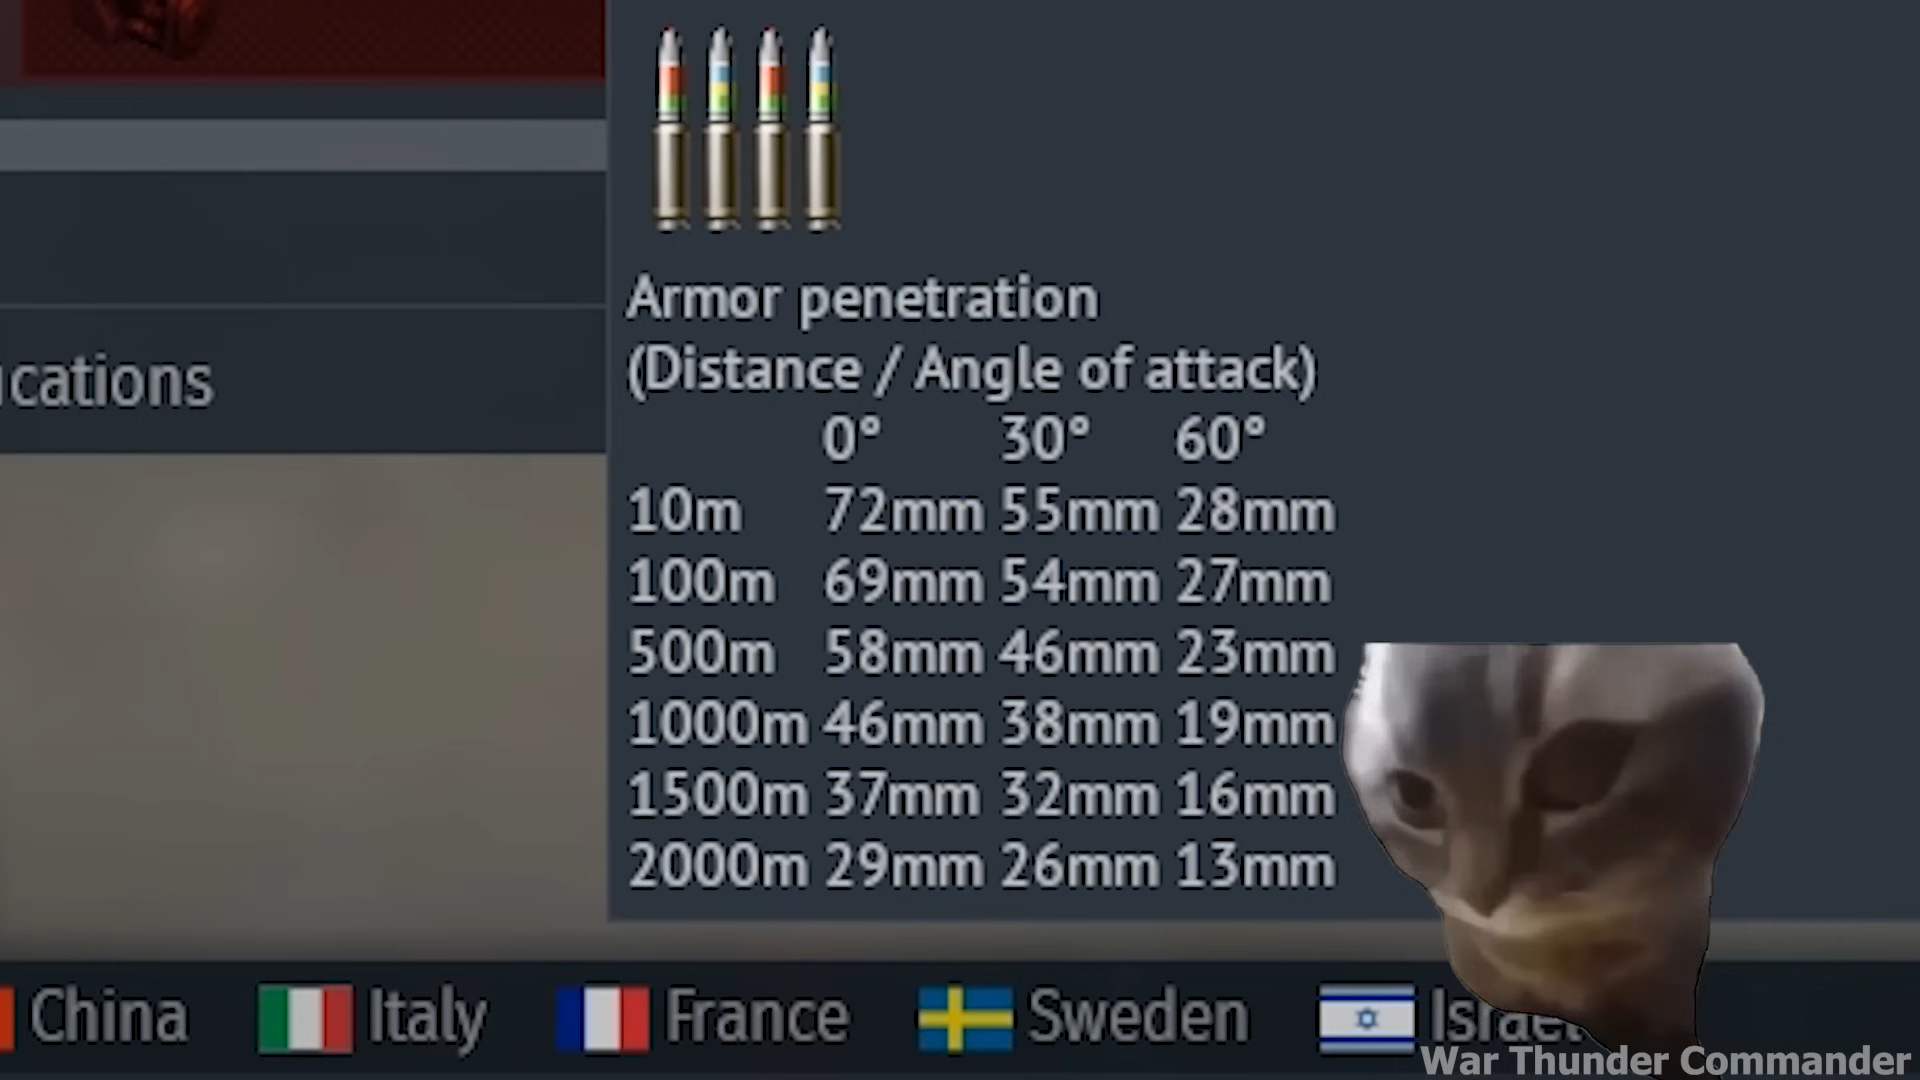 Armor penetration
(Distance / Angle of attack)
0° 30° 60°
10m 72mm 55mm 28mm
100m 69mm 54mm 27mm
500m 58mm 46mm 23mm
1000m 46mm 38mm 19mm
1500m 37mm 32mm 16mm
2000m 29mm 26mm 13mm
ications
China Italy France Sweden Israel
War Thunder Commander